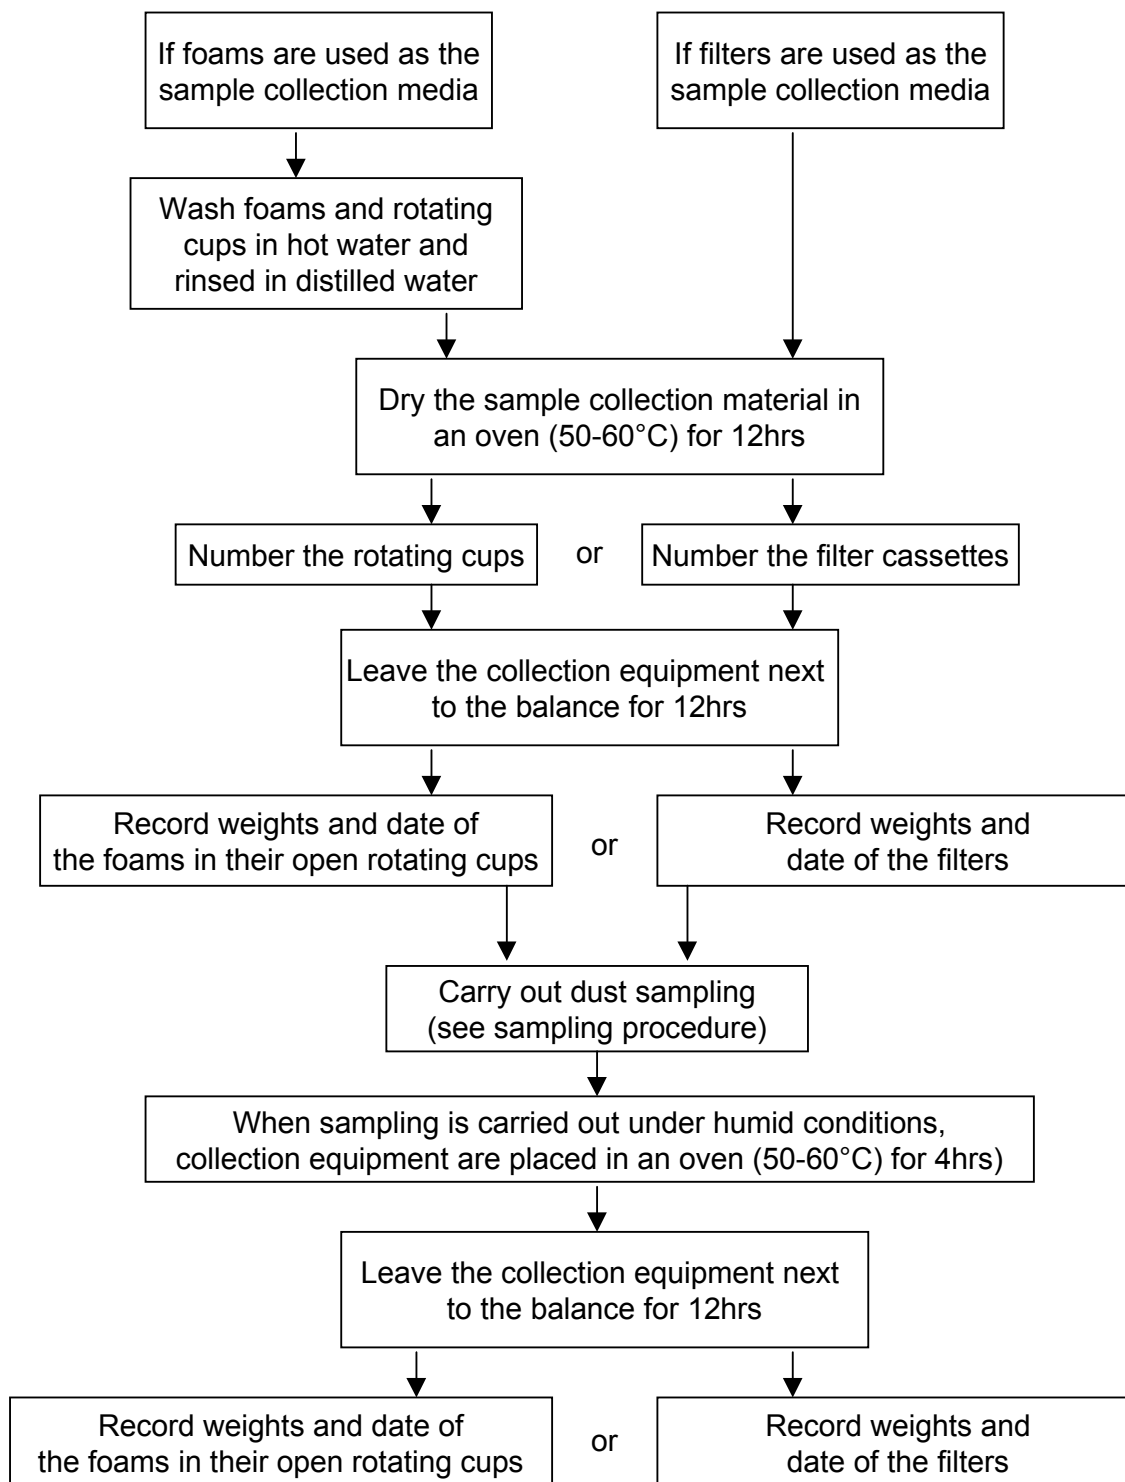 If foams are used as the
sample collection media
If filters are used as the
sample collection media
Wash foams and rotating
cups in hot water and
rinsed in distilled water
Dry the sample collection material in
an oven (50-60°C) for 12hrs
Number the rotating cups
or
Number the filter cassettes
Leave the collection equipment next
to the balance for 12hrs
Record weights and date of
the foams in their open rotating cups
or
Record weights and
date of the filters
Carry out dust sampling
(see sampling procedure)
When sampling is carried out under humid conditions,
collection equipment are placed in an oven (50-60°C) for 4hrs)
Leave the collection equipment next
to the balance for 12hrs
Record weights and date of
the foams in their open rotating cups
or
Record weights and
date of the filters